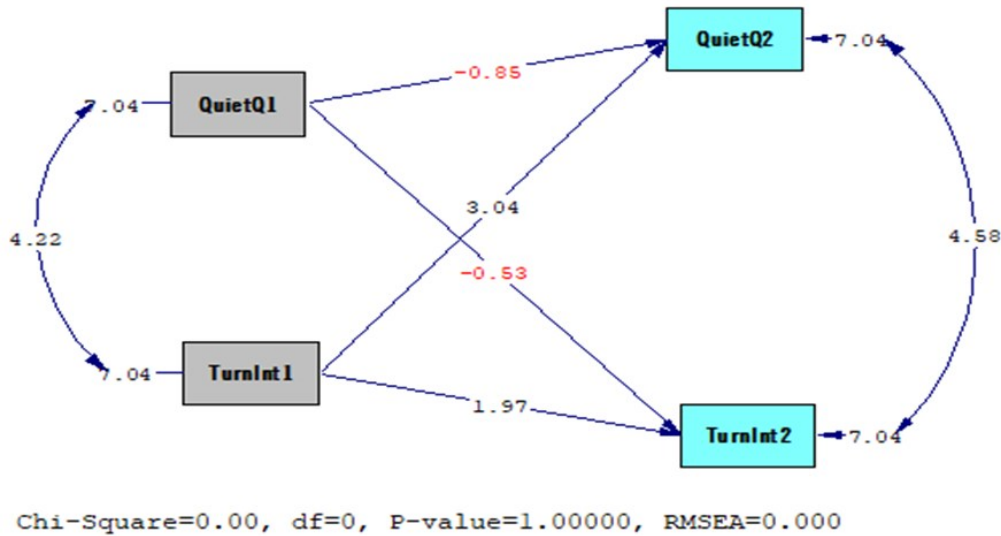 QuietQ2
7.04
-0.85
7.04
QuietQ1
3.04
4.22
4.58
-0.53
7.04
TurnInt1
1.97
TurnInt2
7.04
Chi-Square=0.00, df=0, P-value=1.00000, RMSEA=0.000